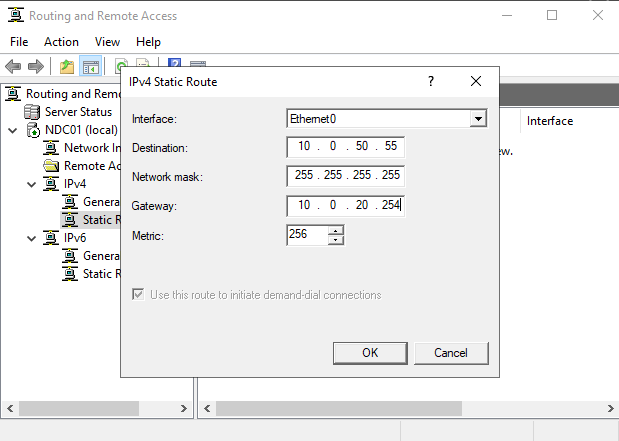 Routing and Remote Access
File Action View Help
IPv4 Static Route
Routing and Remo
Server Status
NDC01 (local)
Network In
Remote Ac
IPv4
Genera
Static R
IPv6
Genera
Static R
Interface:
Ethernet0
Destination:
10 . 0 . 50 . 55
Network mask:
255 . 255 . 255 . 255
Gateway:
10 . 0 . 20 . 254
Metric:
256
Use this route to initiate demand-dial connections
OK
Cancel
Interface
ew.